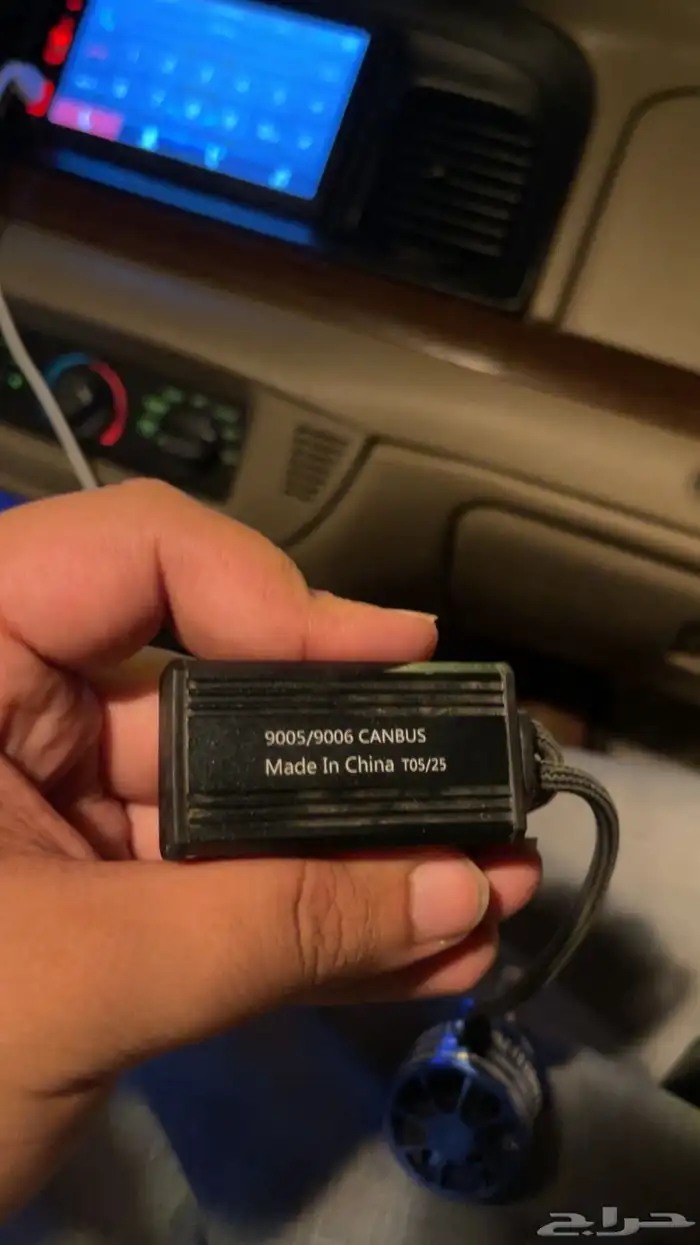 9005/9006 CANBUS
Made In China T05/25
حراج